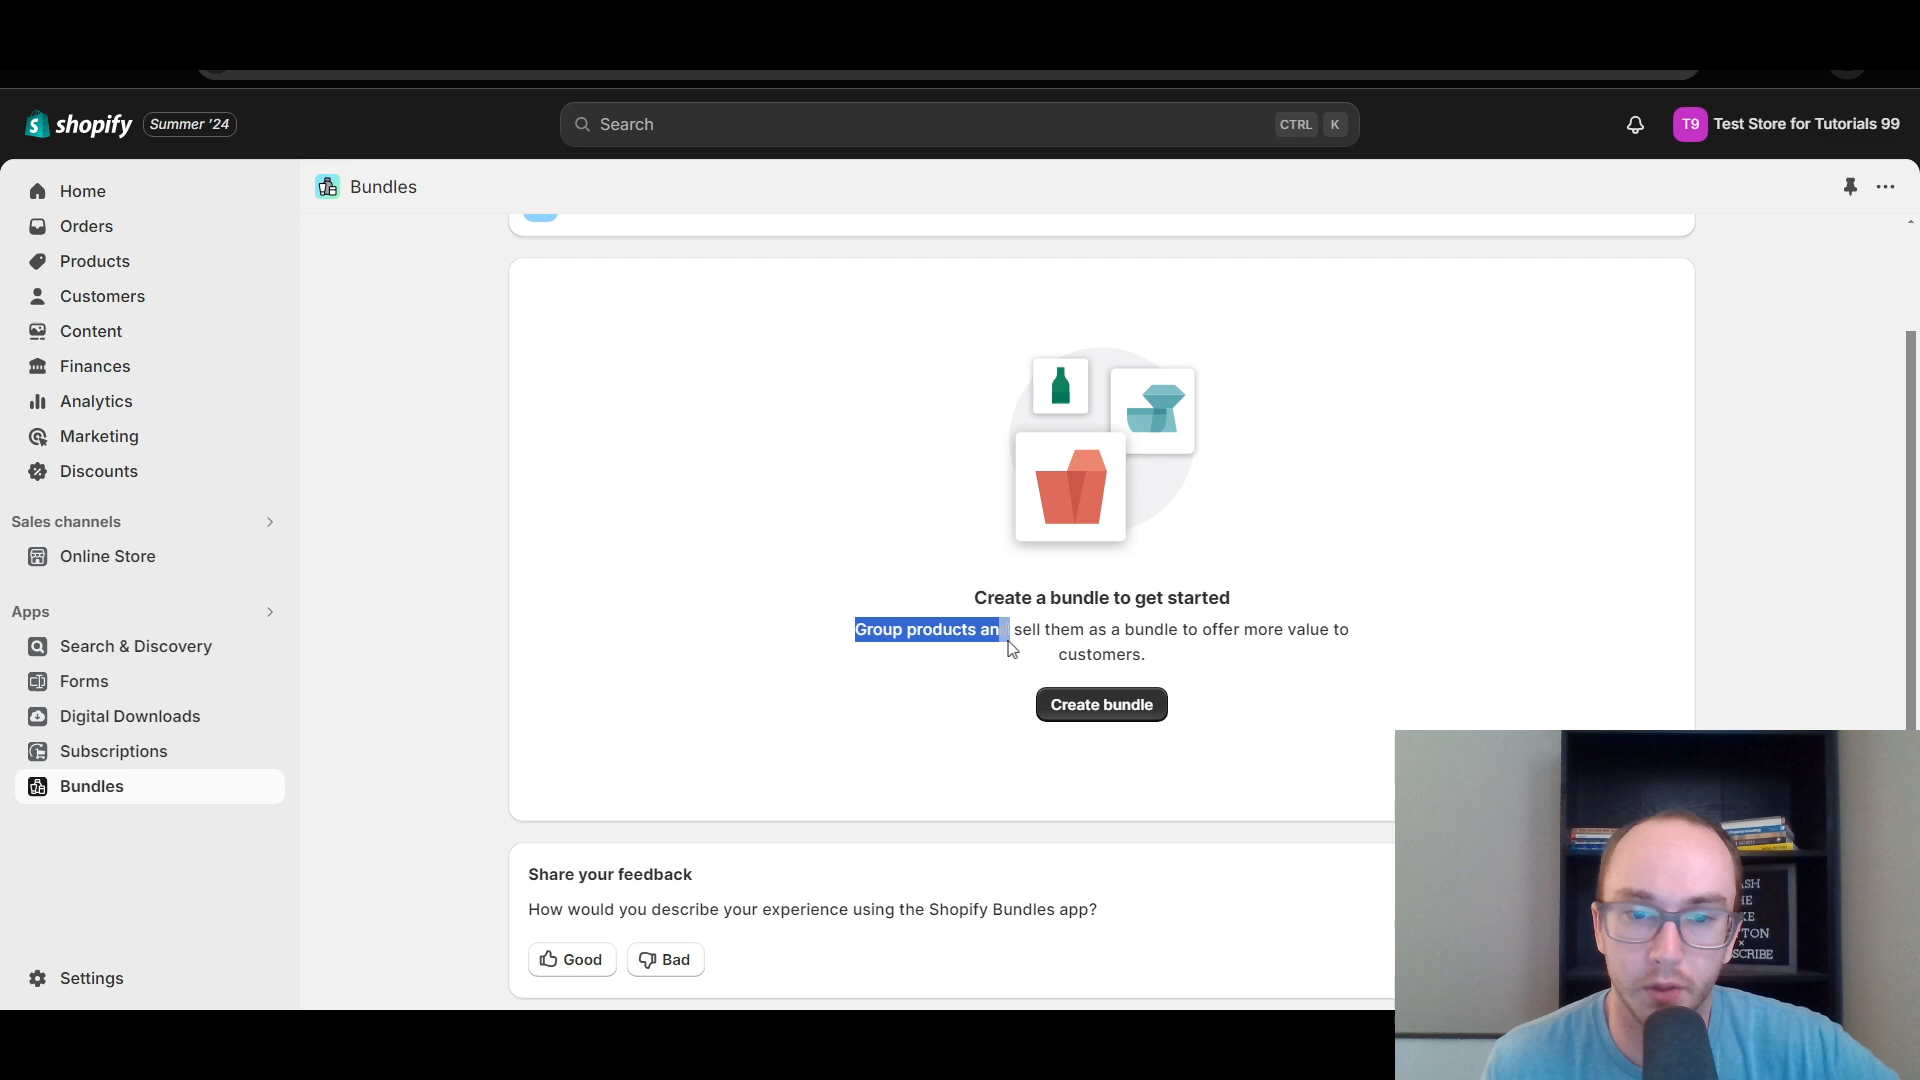 shopify
Summer '24
Search
CTRL K
T9
Test Store for Tutorials 99
Home
Orders
Products
Customers
Content
Finances
Analytics
Marketing
Discounts
Sales channels
Online Store
Apps
Search & Discovery
Forms
Digital Downloads
Subscriptions
Bundles
Settings
Bundles
Create a bundle to get started
Group products and sell them as a bundle to offer more value to
customers.
Create bundle
Share your feedback
How would you describe your experience using the Shopify Bundles app?
Good
Bad